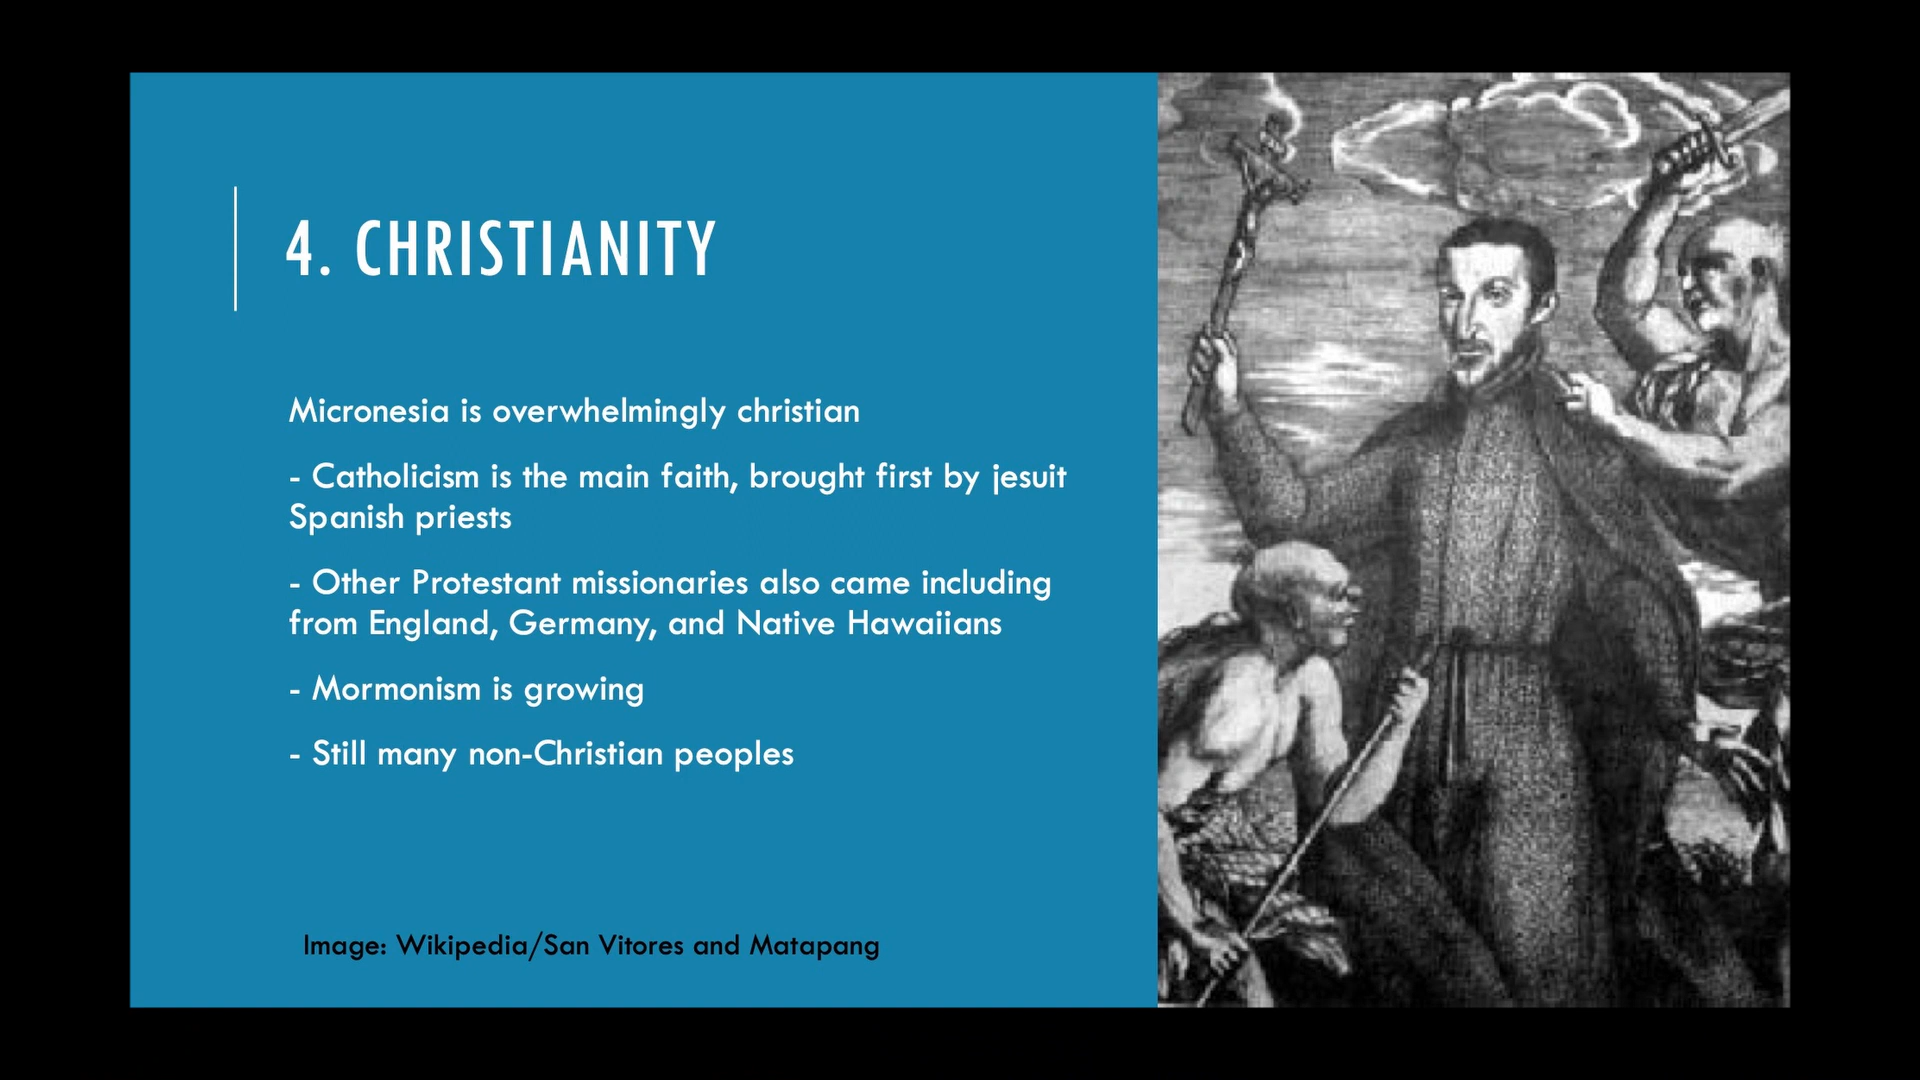 4. CHRISTIANITY
Micronesia is overwhelmingly christian
- Catholicism is the main faith, brought first by jesuit
Spanish priests
- Other Protestant missionaries also came including
from England, Germany, and Native Hawaiians
- Mormonism is growing
- Still many non-Christian peoples
Image: Wikipedia/San Vitores and Matapang